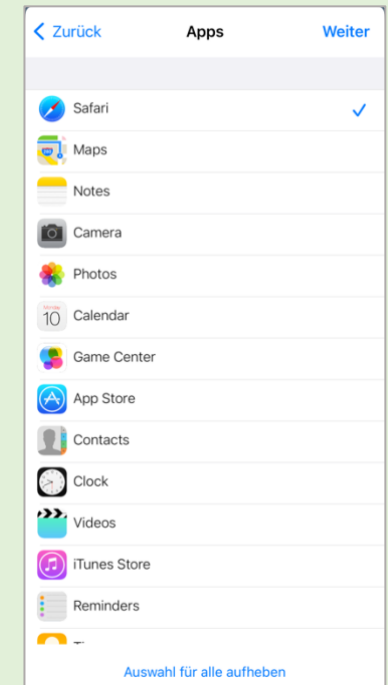 Zurück
Apps
Weiter
Safari
Maps
Notes
Camera
Photos
Monday
10
Calendar
Game Center
App Store
Contacts
Clock
Videos
iTunes Store
Reminders
Auswahl für alle aufheben